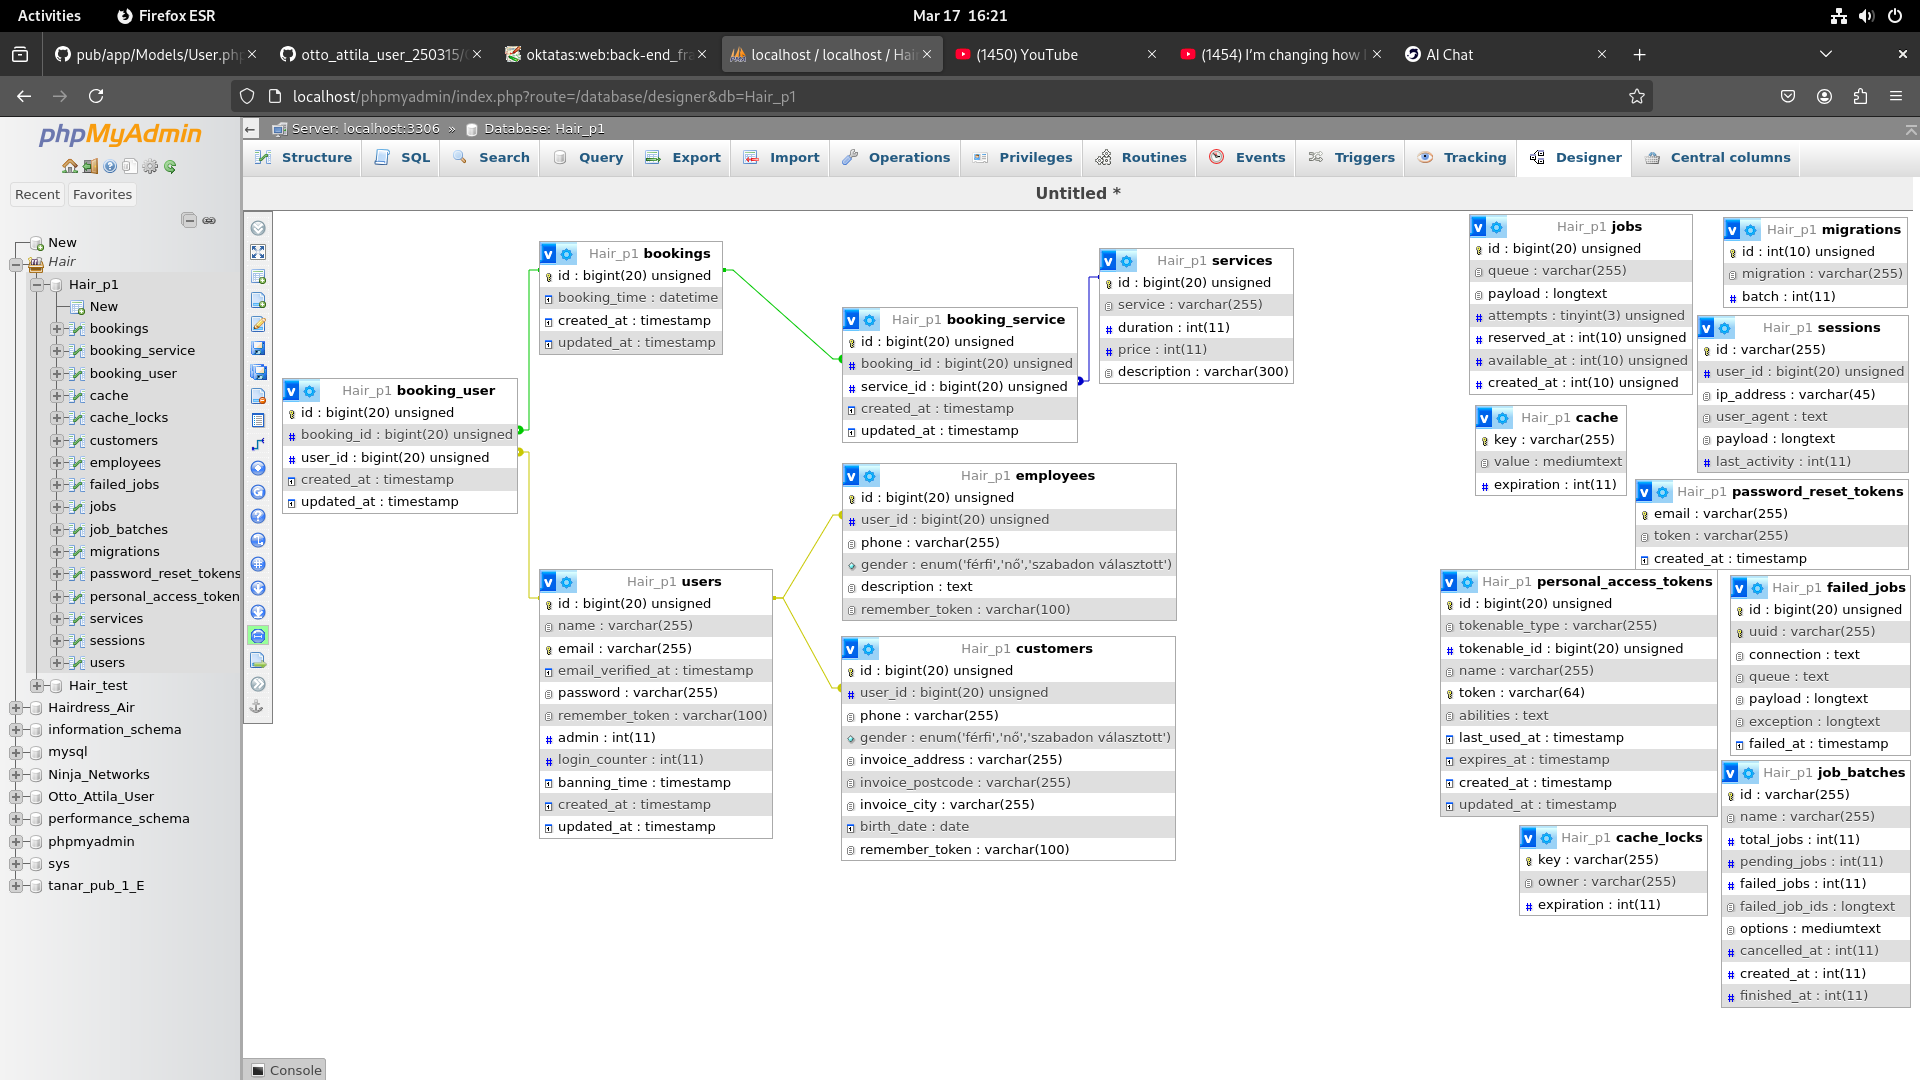 Activities
Firefox ESR
Mar 17 16:21
pub/app/Models/User.php
otto_attila_user_250315/
oktatas:web:back-end_fra
localhost / localhost / Hai
(1450) YouTube
(1454) I'm changing how
AI Chat
localhost/phpmyadmin/index.php?route=/database/designer&db=Hair_p1
phpMyAdmin
Recent
Favorites
New
Hair
Hair_p1
New
bookings
booking_service
booking_user
cache
cache_locks
customers
employees
failed_jobs
jobs
job_batches
migrations
password_reset_tokens
personal_access_token
services
sessions
users
Hair_test
Hairdress_Air
information_schema
mysql
Ninja_Networks
Otto_Attila_User
performance_schema
phpmyadmin
sys
tanar_pub_1_E
Server: localhost:3306 » Database: Hair_p1
Structure
SQL
Search
Query
Export
Import
Operations
Privileges
Routines
Events
Triggers
Tracking
Designer
Central columns
Untitled *
Hair_p1 booking_user
id : bigint(20) unsigned
booking_id : bigint(20) unsigned
user_id : bigint(20) unsigned
created_at : timestamp
updated_at : timestamp
Hair_p1 bookings
id : bigint(20) unsigned
booking_time : datetime
created_at : timestamp
updated_at : timestamp
Hair_p1 users
id : bigint(20) unsigned
name : varchar(255)
email : varchar(255)
email_verified_at : timestamp
password : varchar(255)
remember_token : varchar(100)
admin : int(11)
login_counter : int(11)
banning_time : timestamp
created_at : timestamp
updated_at : timestamp
Hair_p1 booking_service
id : bigint(20) unsigned
booking_id : bigint(20) unsigned
service_id : bigint(20) unsigned
created_at : timestamp
updated_at : timestamp
Hair_p1 employees
id : bigint(20) unsigned
user_id : bigint(20) unsigned
phone : varchar(255)
gender : enum('férfi','nő','szabadon választott')
description : text
remember_token : varchar(100)
Hair_p1 customers
id : bigint(20) unsigned
user_id : bigint(20) unsigned
phone : varchar(255)
gender : enum('férfi','nő','szabadon választott')
invoice_address : varchar(255)
invoice_postcode : varchar(255)
invoice_city : varchar(255)
birth_date : date
remember_token : varchar(100)
Hair_p1 services
id : bigint(20) unsigned
service : varchar(255)
duration : int(11)
price : int(11)
description : varchar(300)
Hair_p1 jobs
id : bigint(20) unsigned
queue : varchar(255)
payload : longtext
attempts : tinyint(3) unsigned
reserved_at : int(10) unsigned
available_at : int(10) unsigned
created_at : int(10) unsigned
Hair_p1 migrations
id : int(10) unsigned
migration : varchar(255)
batch : int(11)
Hair_p1 sessions
id : varchar(255)
user_id : bigint(20) unsigned
ip_address : varchar(45)
user_agent : text
payload : longtext
last_activity : int(11)
Hair_p1 cache
key : varchar(255)
value : mediumtext
expiration : int(11)
Hair_p1 password_reset_tokens
email : varchar(255)
token : varchar(255)
created_at : timestamp
Hair_p1 personal_access_tokens
id : bigint(20) unsigned
tokenable_type : varchar(255)
tokenable_id : bigint(20) unsigned
name : varchar(255)
token : varchar(64)
abilities : text
last_used_at : timestamp
expires_at : timestamp
created_at : timestamp
updated_at : timestamp
Hair_p1 failed_jobs
id : bigint(20) unsigned
uuid : varchar(255)
connection : text
queue : text
payload : longtext
exception : longtext
failed_at : timestamp
Hair_p1 job_batches
id : varchar(255)
name : varchar(255)
total_jobs : int(11)
pending_jobs : int(11)
failed_jobs : int(11)
failed_job_ids : longtext
options : mediumtext
cancelled_at : int(11)
created_at : int(11)
finished_at : int(11)
Hair_p1 cache_locks
key : varchar(255)
owner : varchar(255)
expiration : int(11)
Console